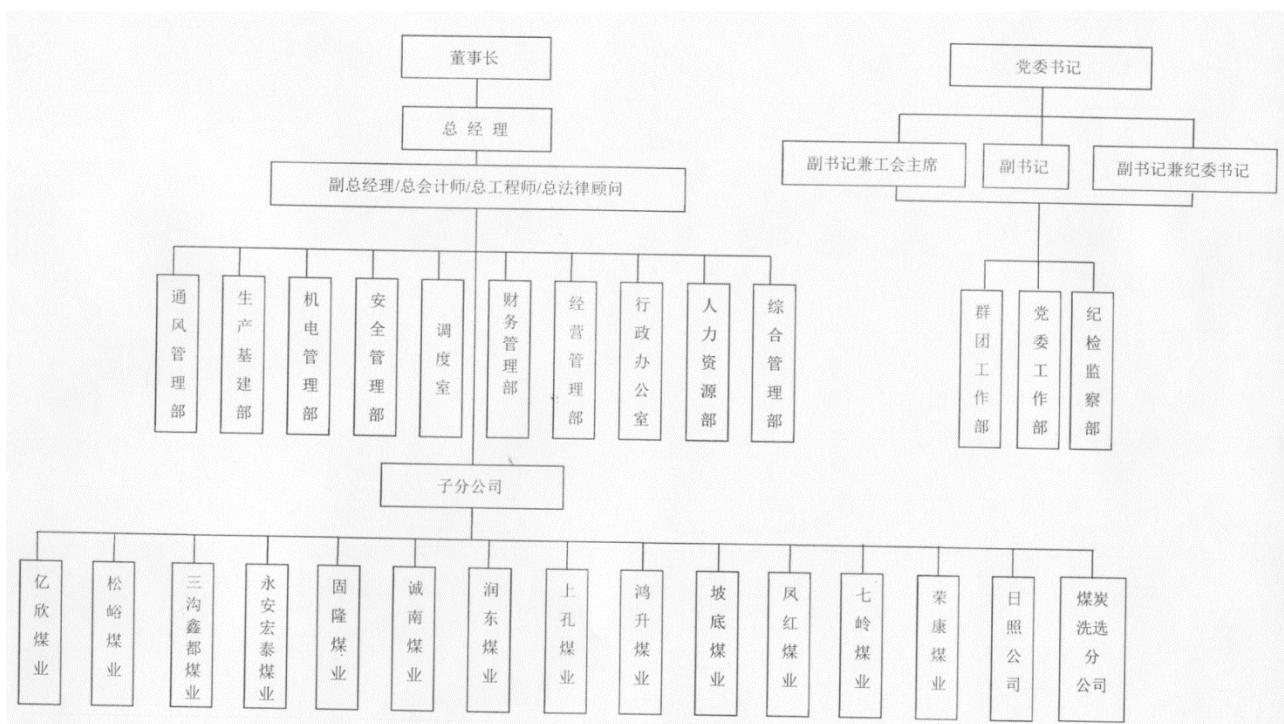 董事长
党委书记
总经理
副书记兼工会主席
副书记
副书记兼纪委书记
副总经理/总会计师/总工程师/总法律顾问
通风管理部
生产基建部
机电管理部
安全管理部
调度室
财务管理部
经营管理部
行政办公室
人力资源部
综合管理部
群团工作部
党委工作部
纪检监察部
子分公司
亿欣煤业
松峪煤业
三沟鑫都煤业
永安宏泰煤业
固隆煤业
诚南煤业
润东煤业
上孔煤业
鸿升煤业
坡底煤业
凤红煤业
七岭煤业
荣康煤业
日照公司
煤炭
洗选
分
公司